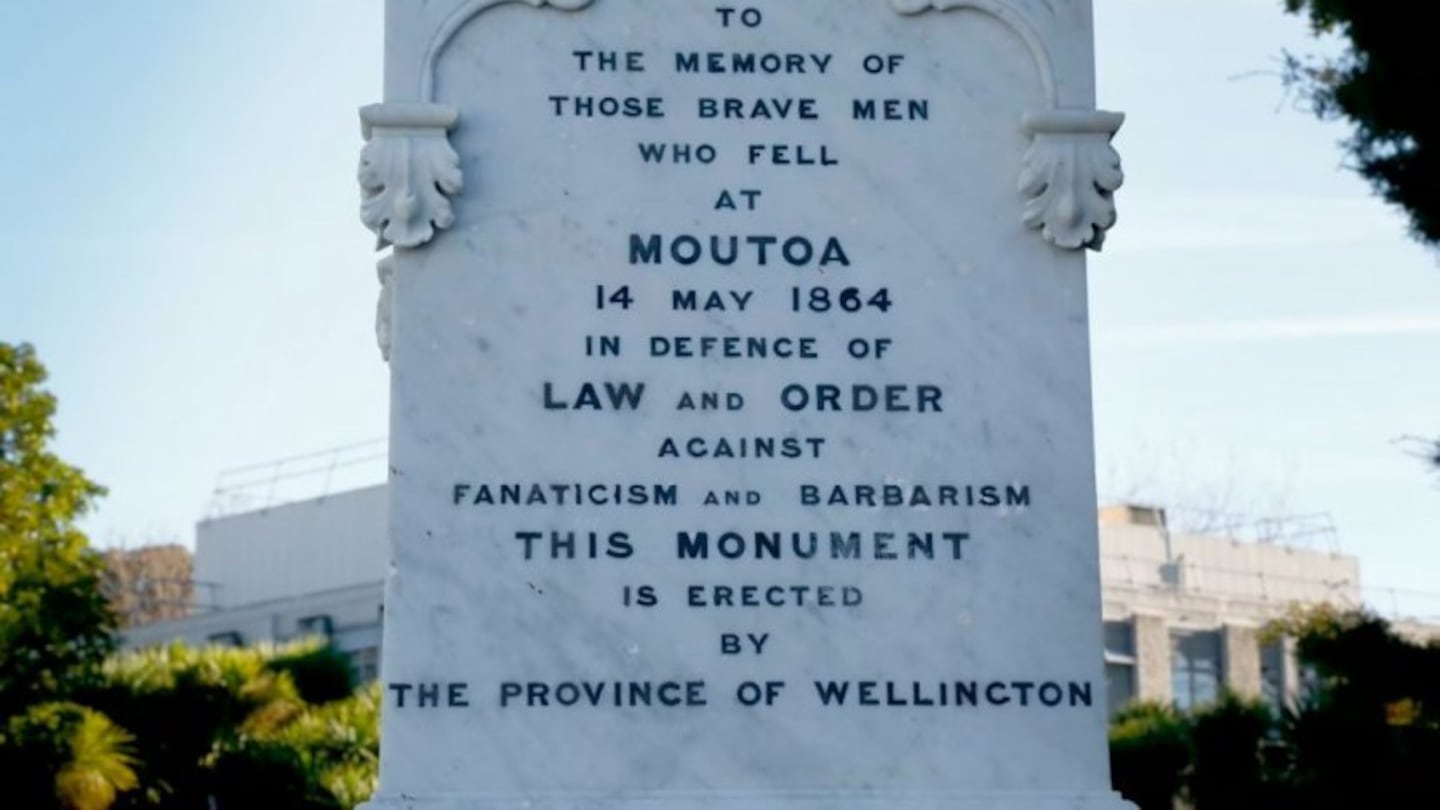 TO
THE MEMORY OF
THOSE BRAVE MEN
WHO FELL
AT
MOUTOA
14 MAY 1864
IN DEFENCE OF
LAW AND ORDER
AGAINST
FANATICISM AND BARBARISM
THIS MONUMENT
IS ERECTED
BY
THE PROVINCE OF WELLINGTON